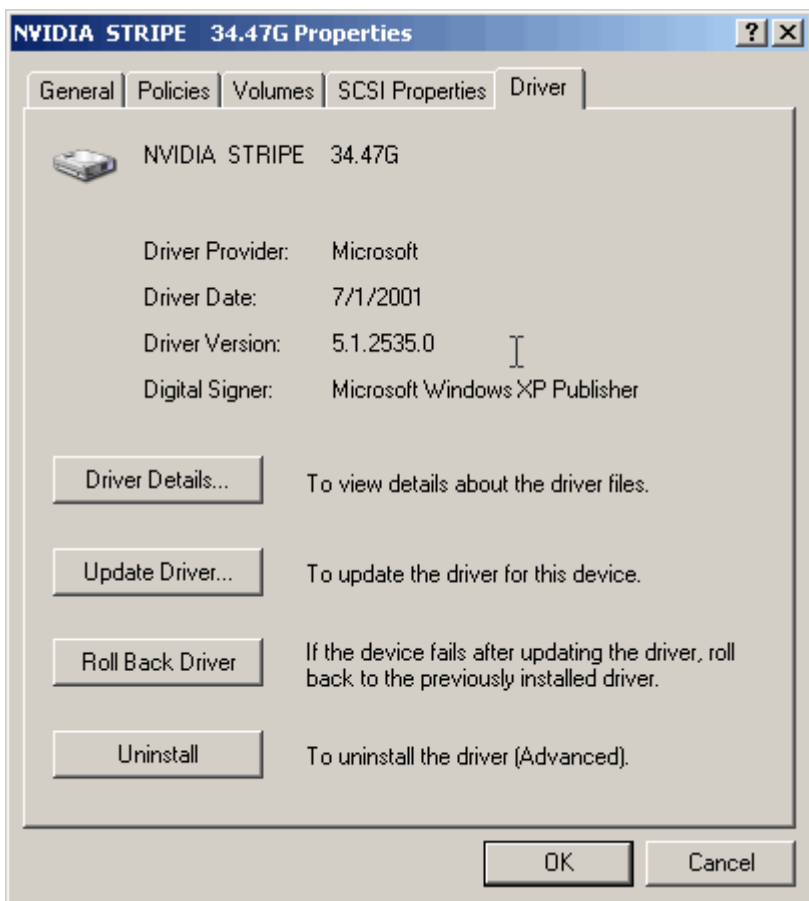 NVIDIA STRIPE 34.47G Properties
General Policies Volumes SCSI Properties Driver
NVIDIA STRIPE 34.47G
Driver Provider: Microsoft
Driver Date: 7/1/2001
Driver Version: 5.1.2535.0
Digital Signer: Microsoft Windows XP Publisher
Driver Details... To view details about the driver files.
Update Driver... To update the driver for this device.
Roll Back Driver If the device fails after updating the driver, roll
back to the previously installed driver.
Uninstall To uninstall the driver (Advanced).
OK Cancel